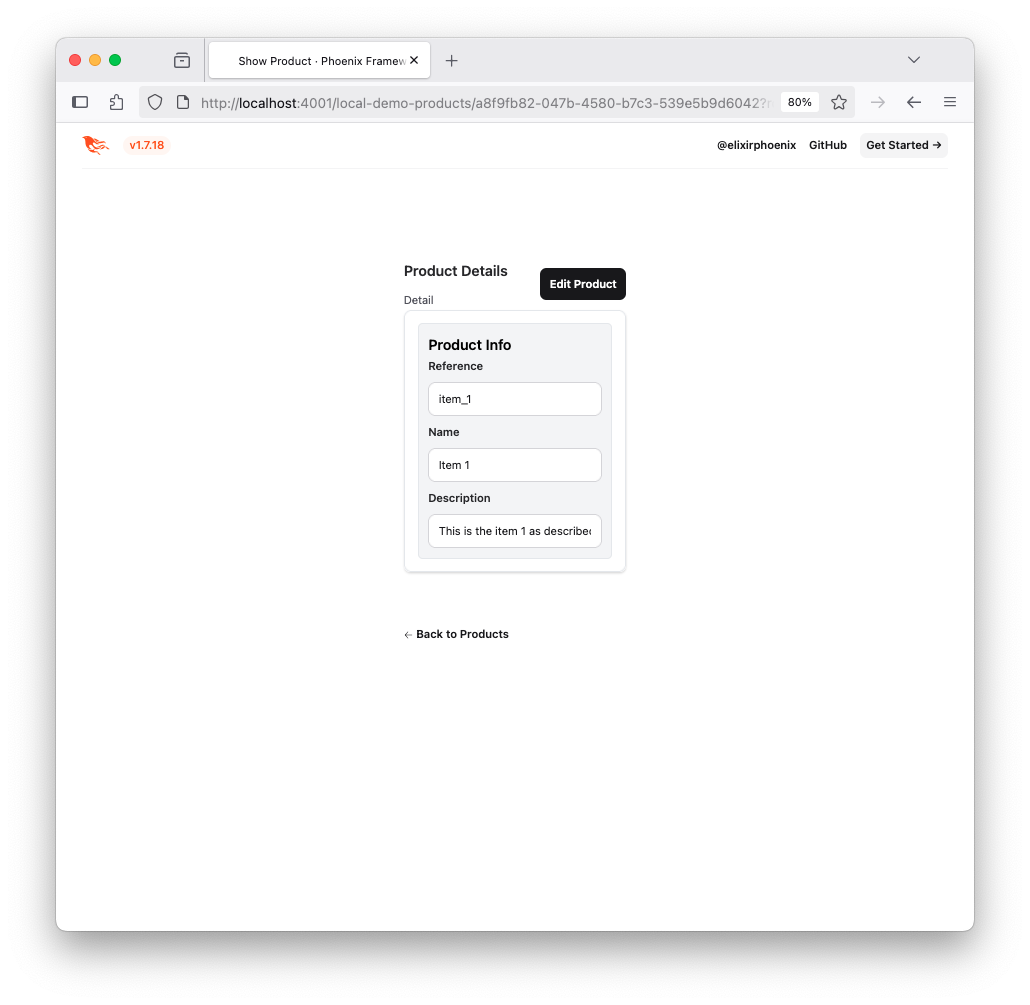 Show Product · Phoenix Framew
http://localhost:4001/local-demo-products/a8f9fb82-047b-4580-b7c3-539e5b9d6042?
80%
v1.7.18
@elixirphoenix
GitHub
Get Started →
Product Details
Edit Product
Detail
Product Info
Reference
item_1
Name
Item 1
Description
This is the item 1 as described
← Back to Products